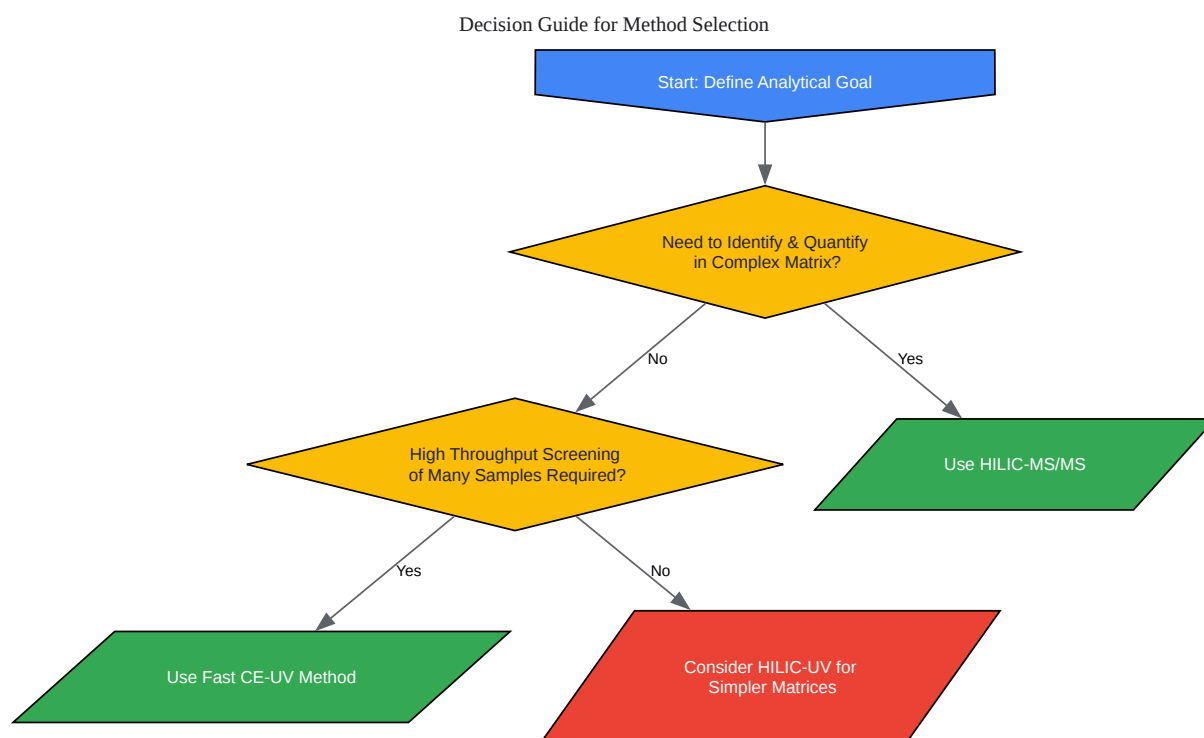 Decision Guide for Method Selection
Start: Define Analytical Goal
Need to Identify & Quantify
in Complex Matrix?
No
Yes
High Throughput Screening
of Many Samples Required?
Use HILIC-MS/MS
Yes
No
Use Fast CE-UV Method
Consider HILIC-UV for
Simpler Matrices